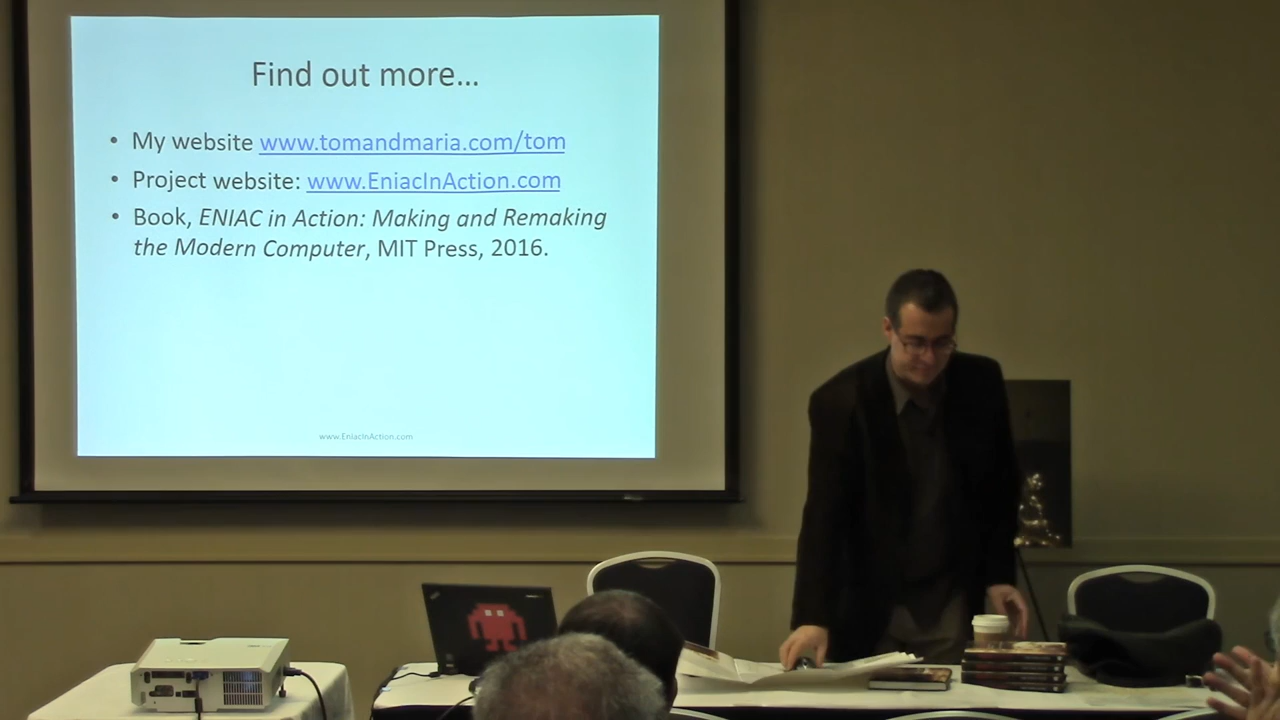 Find out more...
• My website www.tomandmaria.com/tom
• Project website: www.EniacInAction.com
• Book, ENIAC in Action: Making and Remaking
the Modern Computer, MIT Press, 2016.
www.EniacInAction.com